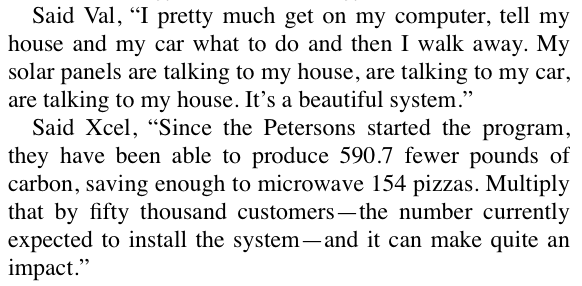 Said Val, “I pretty much get on my computer, tell my
house and my car what to do and then I walk away. My
solar panels are talking to my house, are talking to my car,
are talking to my house. It’s a beautiful system.”
Said Xcel, “Since the Petersons started the program,
they have been able to produce 590.7 fewer pounds of
carbon, saving enough to microwave 154 pizzas. Multiply
that by fifty thousand customers—the number currently
expected to install the system—and it can make quite an
impact.”